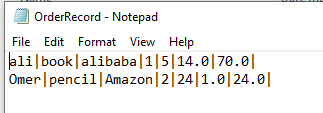 OrderRecord - Notepad
File Edit Format View Help
ali|book|alibaba|1|5|14.0|70.0|
Omer|pencil|Amazon|2|24|1.0|24.0|